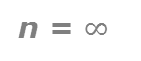 n = ∞